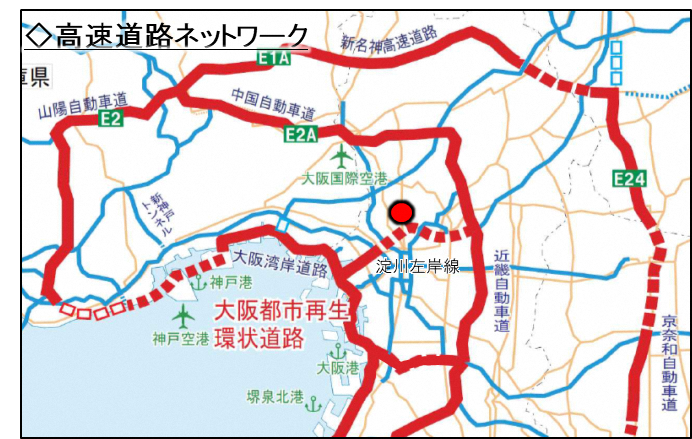 ◇高速道路ネットワーク
E1A
新名神高速道路
庫県
山陽自動車道
E2
中国自動車道
E2A
大阪国際空港
E24
新神戸
トンネル
大阪湾岸道路
淀川左岸線
近畿自動車道
神戸港
大阪都市再生
環状道路
神戸空港
大阪港
京奈和自動車道
堺泉北港